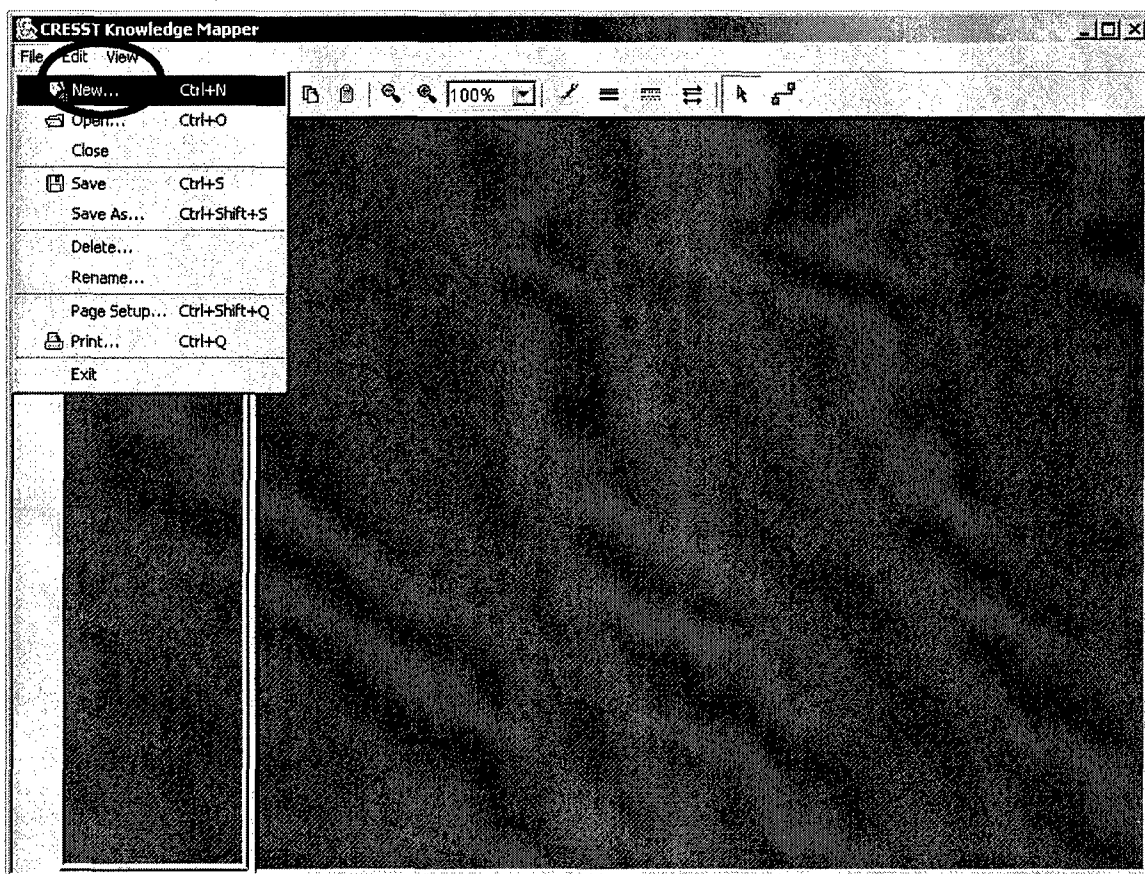 CRESST Knowledge Mapper
File Edit View
New... Ctrl+N
100%
Open... Ctrl+O
Close
Save Ctrl+S
Save As... Ctrl+Shift+S
Delete...
Rename...
Page Setup... Ctrl+Shift+Q
Print... Ctrl+Q
Exit